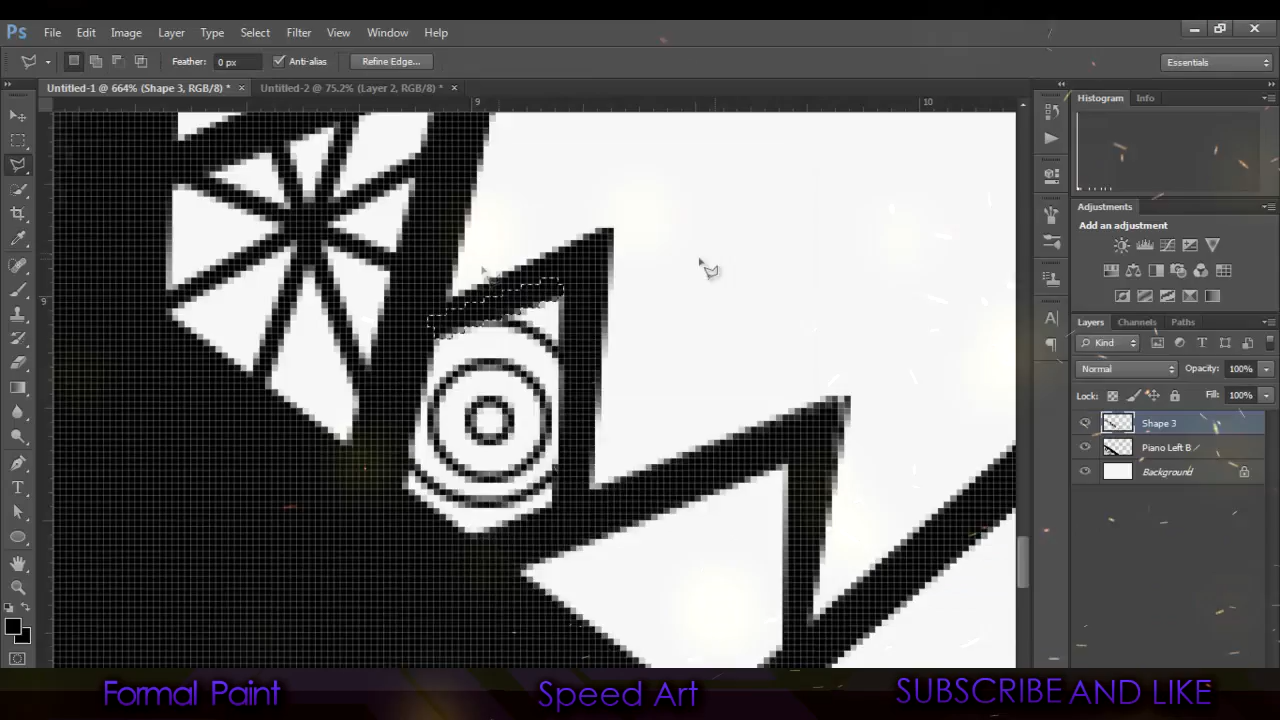 Ps File Edit Image Layer Type Select Filter View Window Help
Feather: 0 px Anti-alias Refine Edge... Essentials
Untitled-1 @ 664% (Shape 3, RGB/8) * × Untitled-2 @ 75.2% (Layer 2, RGB/8) * ×
9 10
9
Histogram Info
Adjustments
Add an adjustment
Layers Channels Paths
Kind
Normal Opacity: 100%
Lock: Fill: 100%
Shape 3
Piano Left B
Background
Formal Paint Speed Art SUBSCRIBE AND LIKE